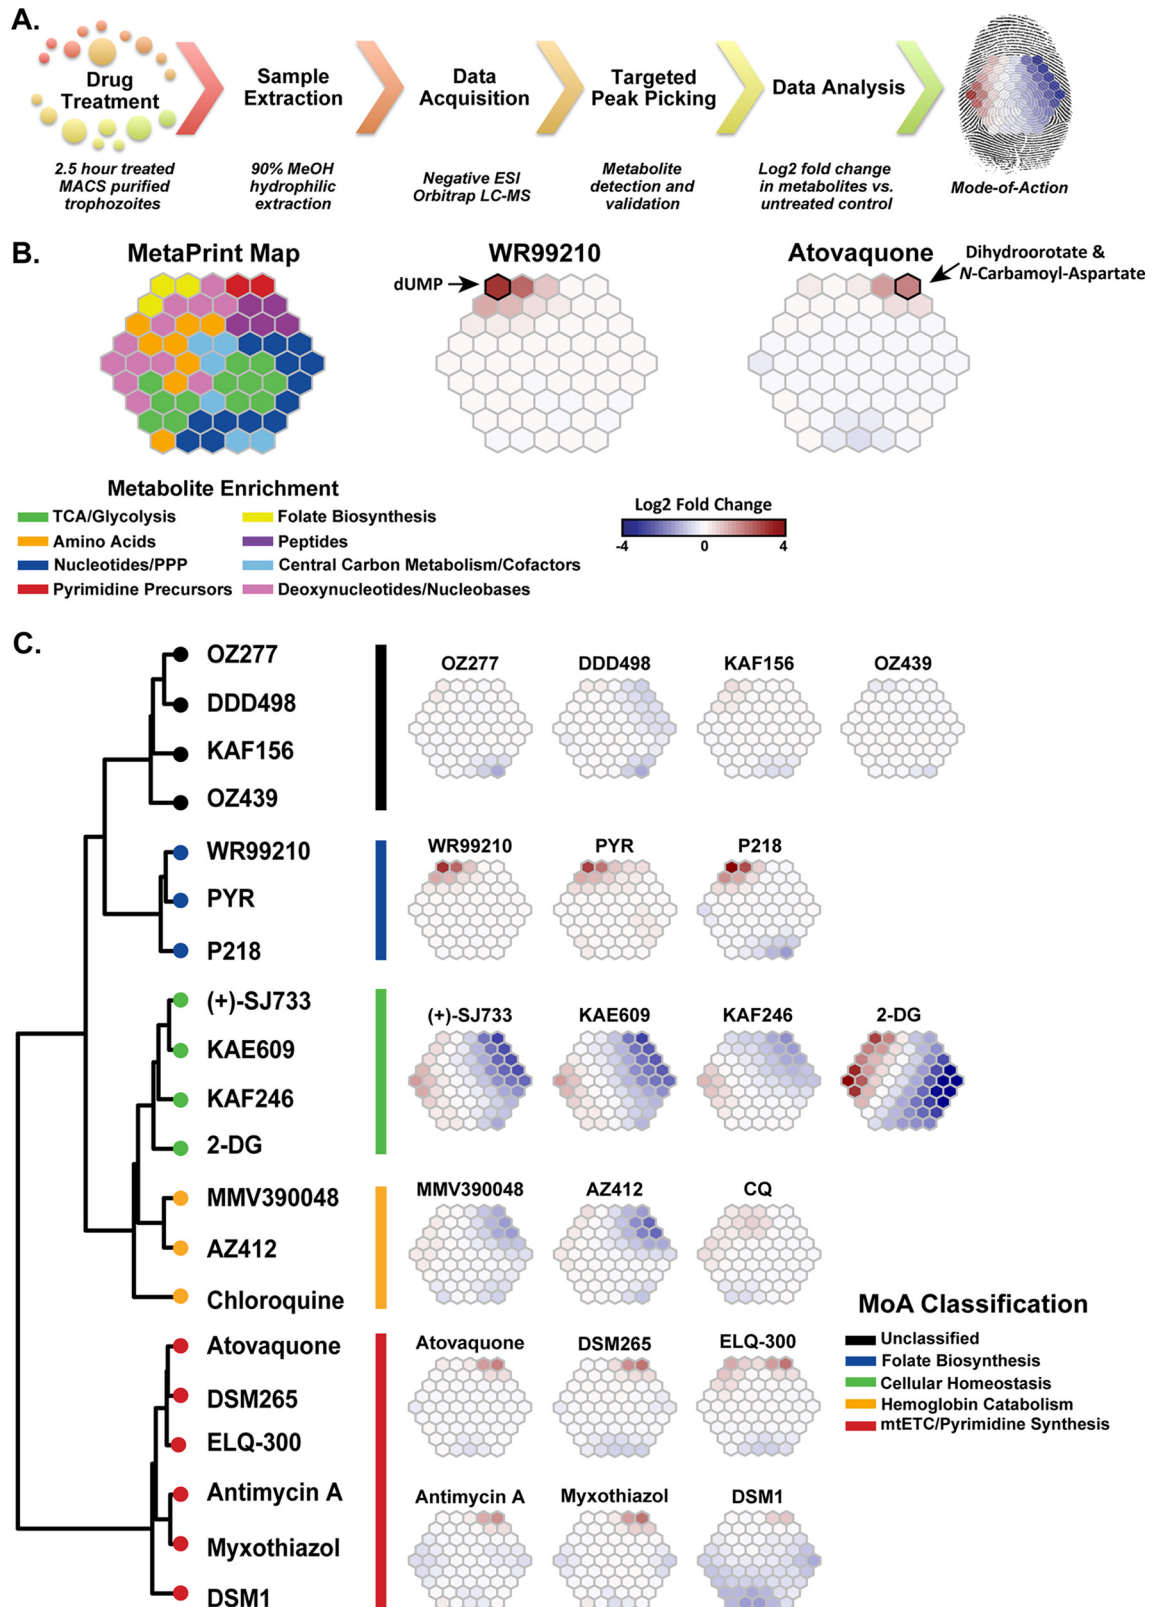 A.
Drug
Treatment
Sample
Extraction
Data
Acquisition
Targeted
Peak Picking
Data Analysis
2.5 hour treated
MACS purified
trophozoites
90% MeOH
hydrophilic
extraction
Negative ESI
Orbitrap LC-MS
Metabolite
detection and
validation
Log2 fold change
in metabolites vs.
untreated control
Mode-of-Action
B.
MetaPrint Map
WR99210
Atovaquone
dUMP
Dihydroorotate &
N-Carbamoyl-Aspartate
Metabolite Enrichment
TCA/Glycolysis
Amino Acids
Nucleotides/PPP
Pyrimidine Precursors
Folate Biosynthesis
Peptides
Central Carbon Metabolism/Cofactors
Deoxynucleotides/Nucleobases
Log2 Fold Change
-4 0 4
C.
OZ277
DDD498
KAF156
OZ439
WR99210
PYR
P218
(+)-SJ733
KAE609
KAF246
2-DG
MMV390048
AZ412
Chloroquine
Atovaquone
DSM265
ELQ-300
Antimycin A
Myxothiazol
DSM1
OZ277 DDD498 KAF156 OZ439
WR99210 PYR P218
(+)-SJ733 KAE609 KAF246 2-DG
MMV390048 AZ412 CQ
Atovaquone DSM265 ELQ-300
Antimycin A Myxothiazol DSM1
MoA Classification
Unclassified
Folate Biosynthesis
Cellular Homeostasis
Hemoglobin Catabolism
mtETC/Pyrimidine Synthesis